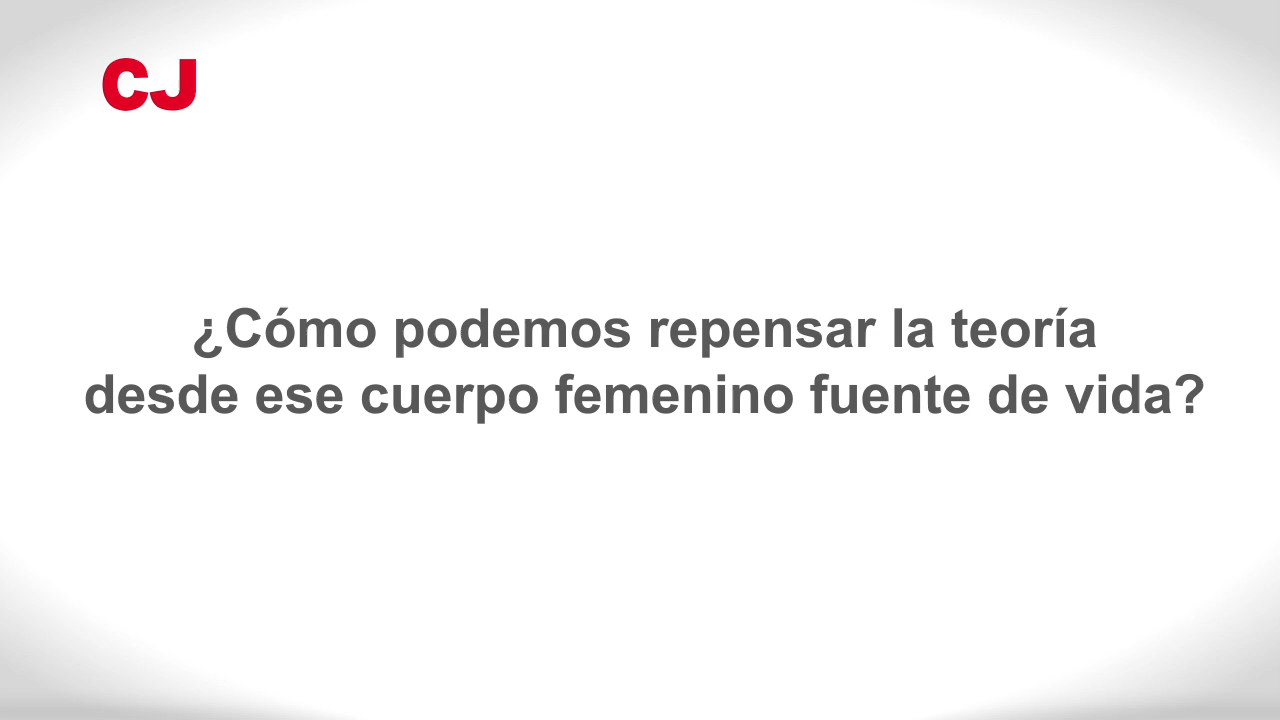 CJ
¿Cómo podemos repensar la teoría
desde ese cuerpo femenino fuente de vida?